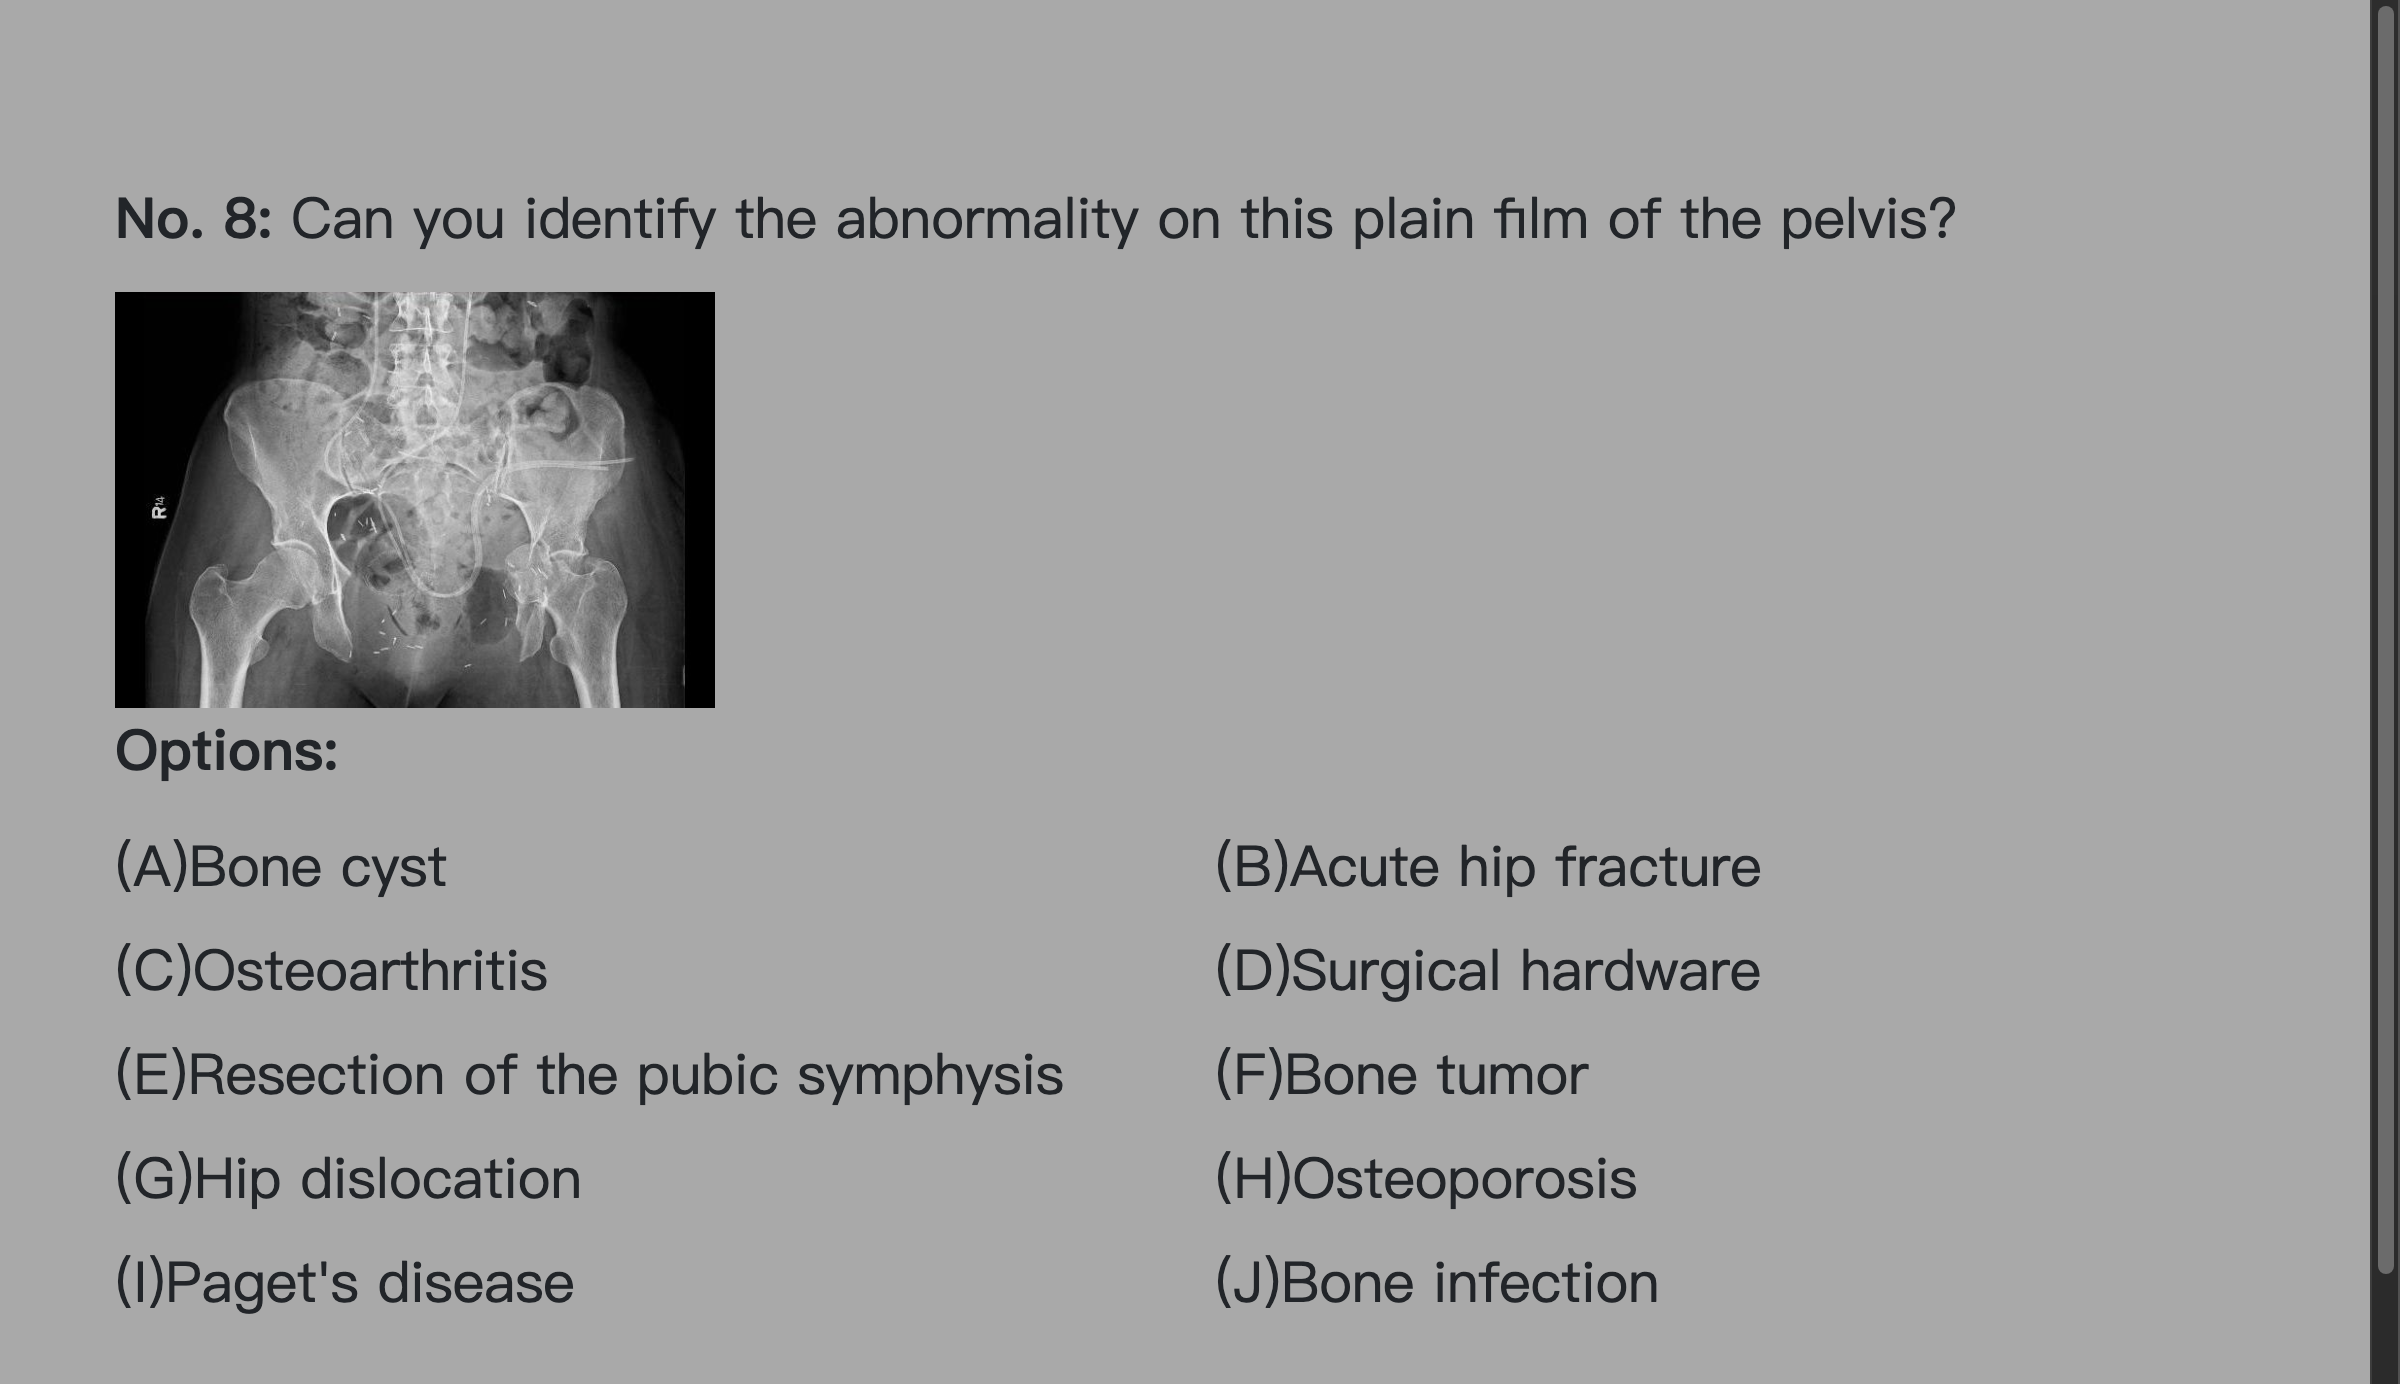 No. 8: Can you identify the abnormality on this plain film of the pelvis?
R14
Options:
(A)Bone cyst
(B)Acute hip fracture
(C)Osteoarthritis
(D)Surgical hardware
(E)Resection of the pubic symphysis
(F)Bone tumor
(G)Hip dislocation
(H)Osteoporosis
(I)Paget's disease
(J)Bone infection